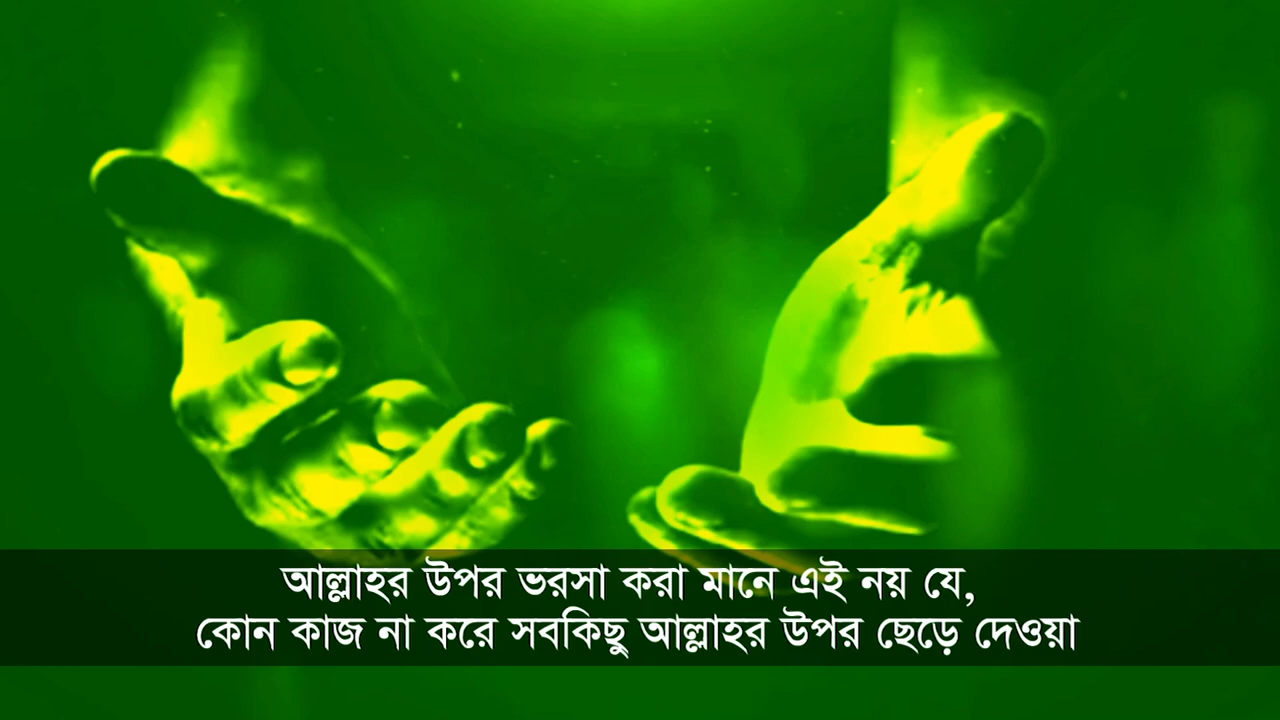 আল্লাহর উপর ভরসা করা মানে এই নয় যে,
কোন কাজ না করে সবকিছু আল্লাহর উপর ছেড়ে দেওয়া